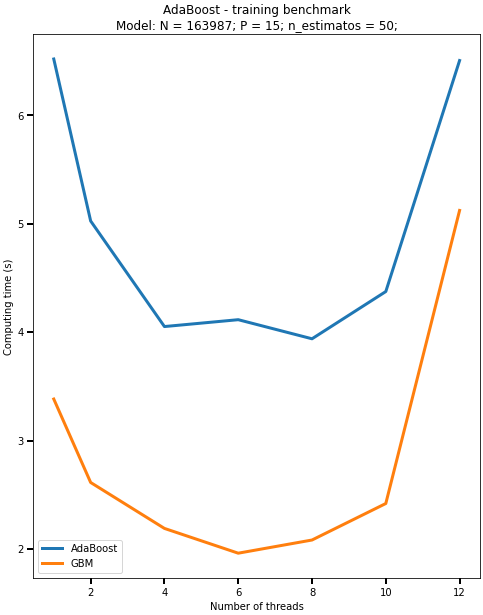 AdaBoost - training benchmark
Model: N = 163987; P = 15; n_estimatos = 50;
6
5
4
3
2
Computing time (s)
AdaBoost
GBM
2
4
6
8
10
12
Number of threads